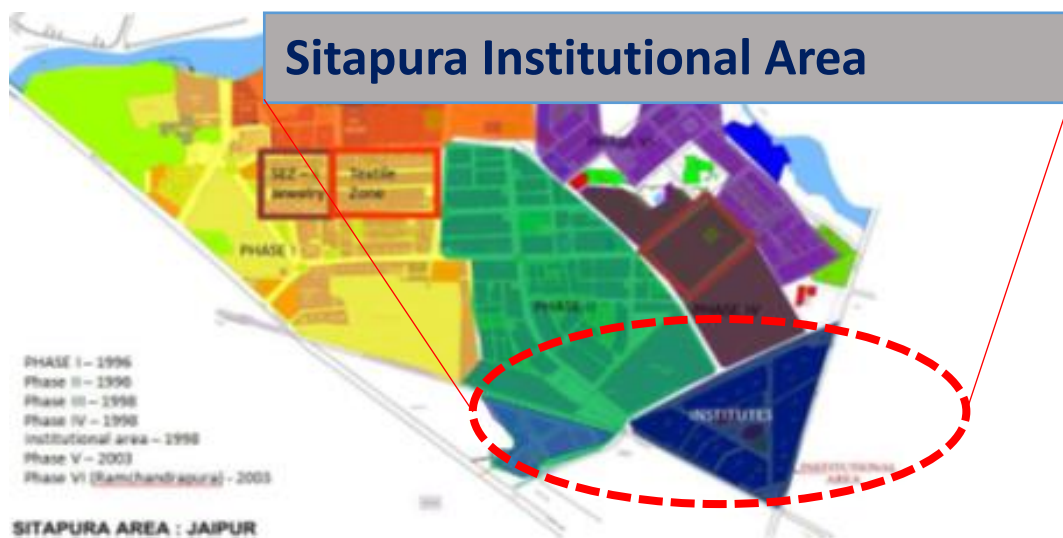 Sitapura Institutional Area
SEZ – Jewelry
Textile Zone
PHASE I
PHASE II
PHASE IV
INSTITUTES
INSTITUTIONAL
AREA
PHASE I – 1996
Phase II – 1998
Phase III – 1998
Phase IV – 1998
Institutional area – 1998
Phase V – 2003
Phase VI (Ramchandrapura) - 2003
SITAPURA AREA : JAIPUR